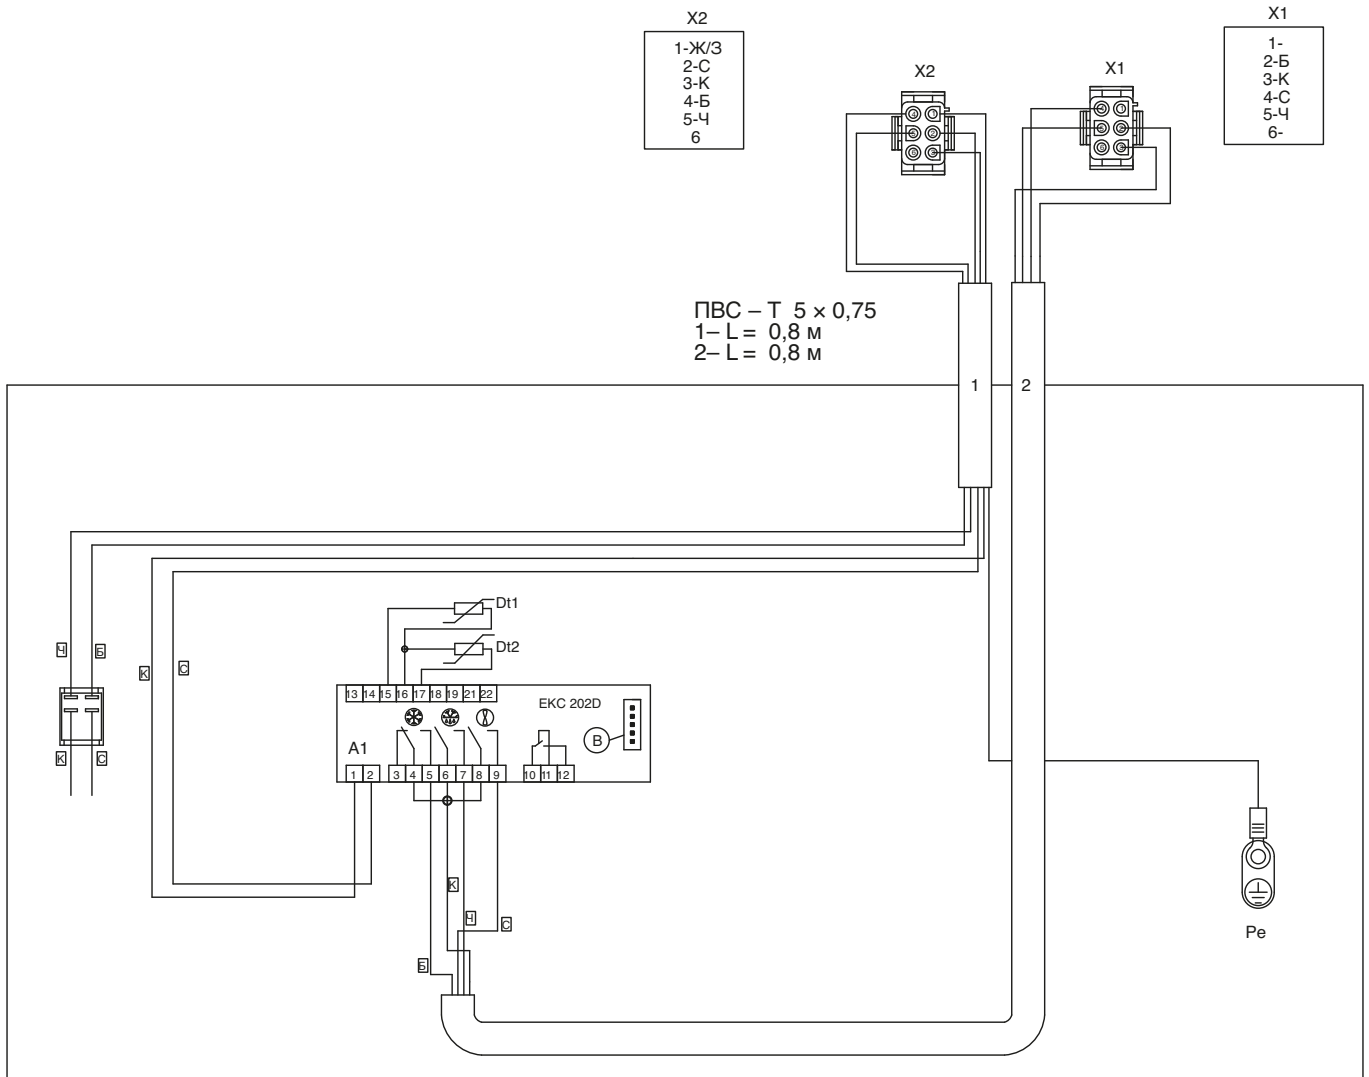 X2
1-Ж/З
2-С
3-К
4-Б
5-Ч
6
X1
1-
2-Б
3-К
4-С
5-Ч
6-
X2
X1
ПВС – Т 5 × 0,75
1– L = 0,8 м
2– L = 0,8 м
1
2
Dt1
Dt2
Ч
Б
К
С
К
С
13 14 15 16 17 18 19 21 22
EKC 202D
A1
B
1 2 3 4 5 6 7 8 9 10 11 12
К
Ч
С
Б
Pe